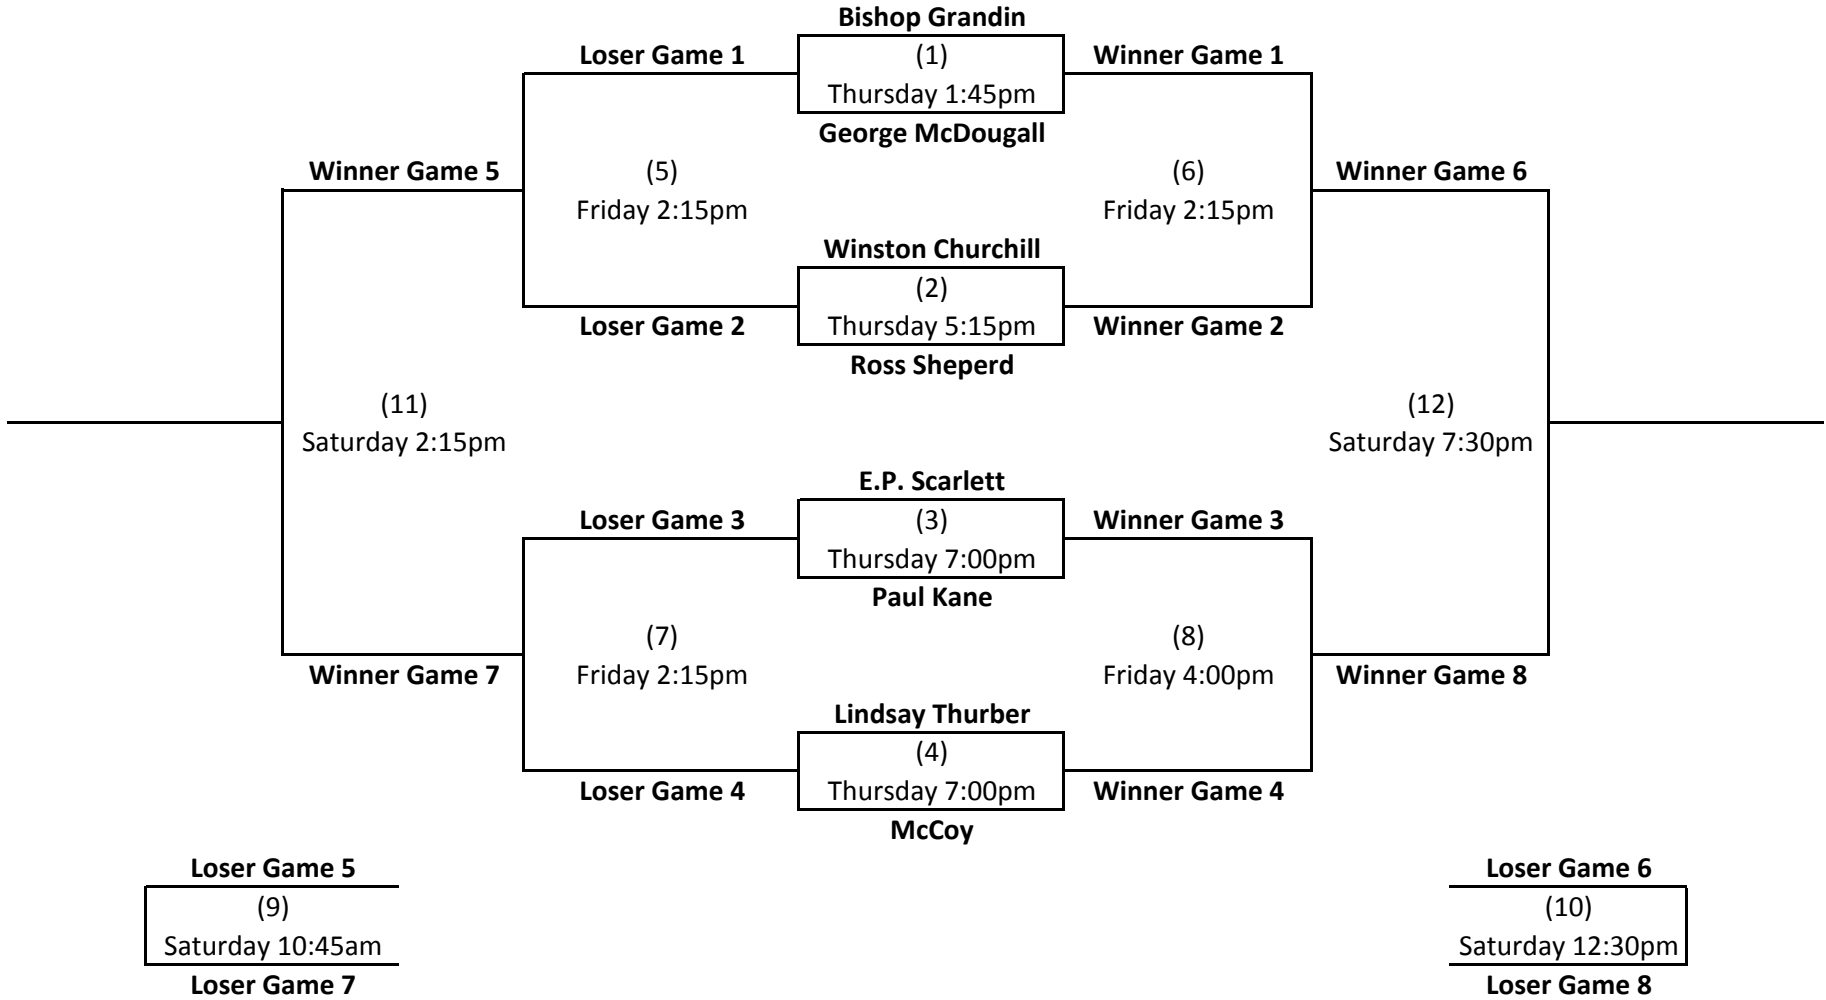 Bishop Grandin
Loser Game 1
(1)
Winner Game 1
Thursday 1:45pm
George McDougall
Winner Game 5
(5)
(6)
Winner Game 6
Friday 2:15pm
Friday 2:15pm
Winston Churchill
(2)
Loser Game 2
Thursday 5:15pm
Winner Game 2
Ross Sheperd
(11)
(12)
Saturday 2:15pm
Saturday 7:30pm
E.P. Scarlett
Loser Game 3
(3)
Winner Game 3
Thursday 7:00pm
Paul Kane
(7)
(8)
Winner Game 7
Friday 2:15pm
Friday 4:00pm
Winner Game 8
Lindsay Thurber
(4)
Loser Game 4
Thursday 7:00pm
Winner Game 4
McCoy
Loser Game 5
Loser Game 6
(9)
(10)
Saturday 10:45am
Saturday 12:30pm
Loser Game 7
Loser Game 8